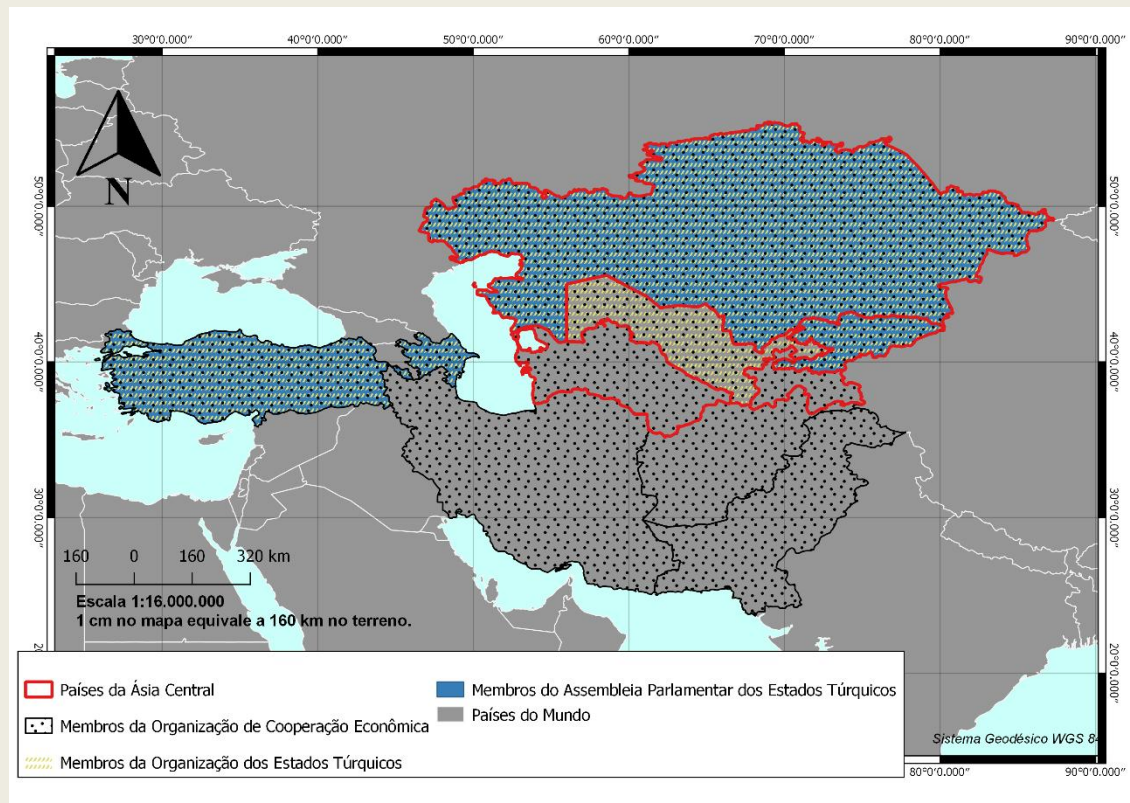 30°0'0.000" 40°0'0.000" 50°0'0.000" 60°0'0.000" 70°0'0.000" 80°0'0.000" 90°0'0.000"
N
50°0'0.000" 50°0'0.000"
40°0'0.000" 40°0'0.000"
30°0'0.000" 30°0'0.000"
160 0 160 320 km
Escala 1:16.000.000
1 cm no mapa equivale a 160 km no terreno.
20°0'0.000"
Países da Ásia Central
Membros da Organização de Cooperação Econômica
Membros da Organização dos Estados Túrquicos
Membros do Assembleia Parlamentar dos Estados Túrquicos
Países do Mundo
Sistema Geodésico WGS 84
80°0'0.000" 90°0'0.000"